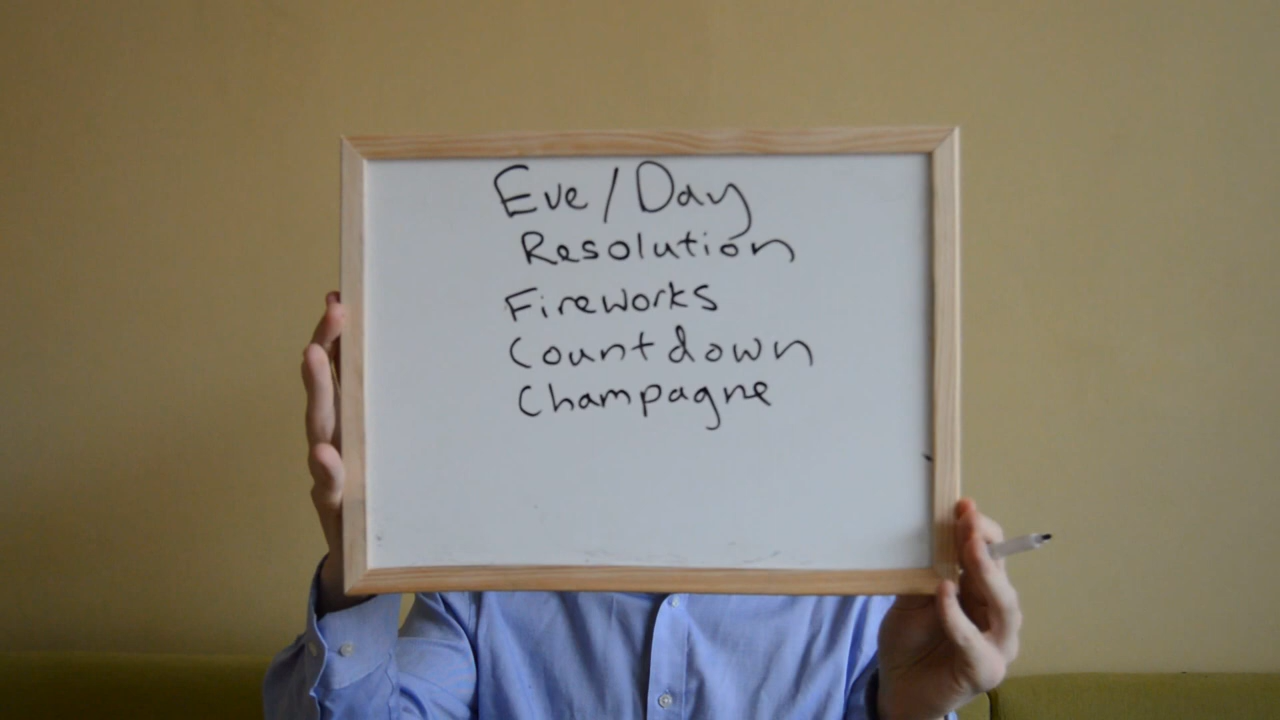 Eve/Day
Resolution
Fireworks
Countdown
Champagne